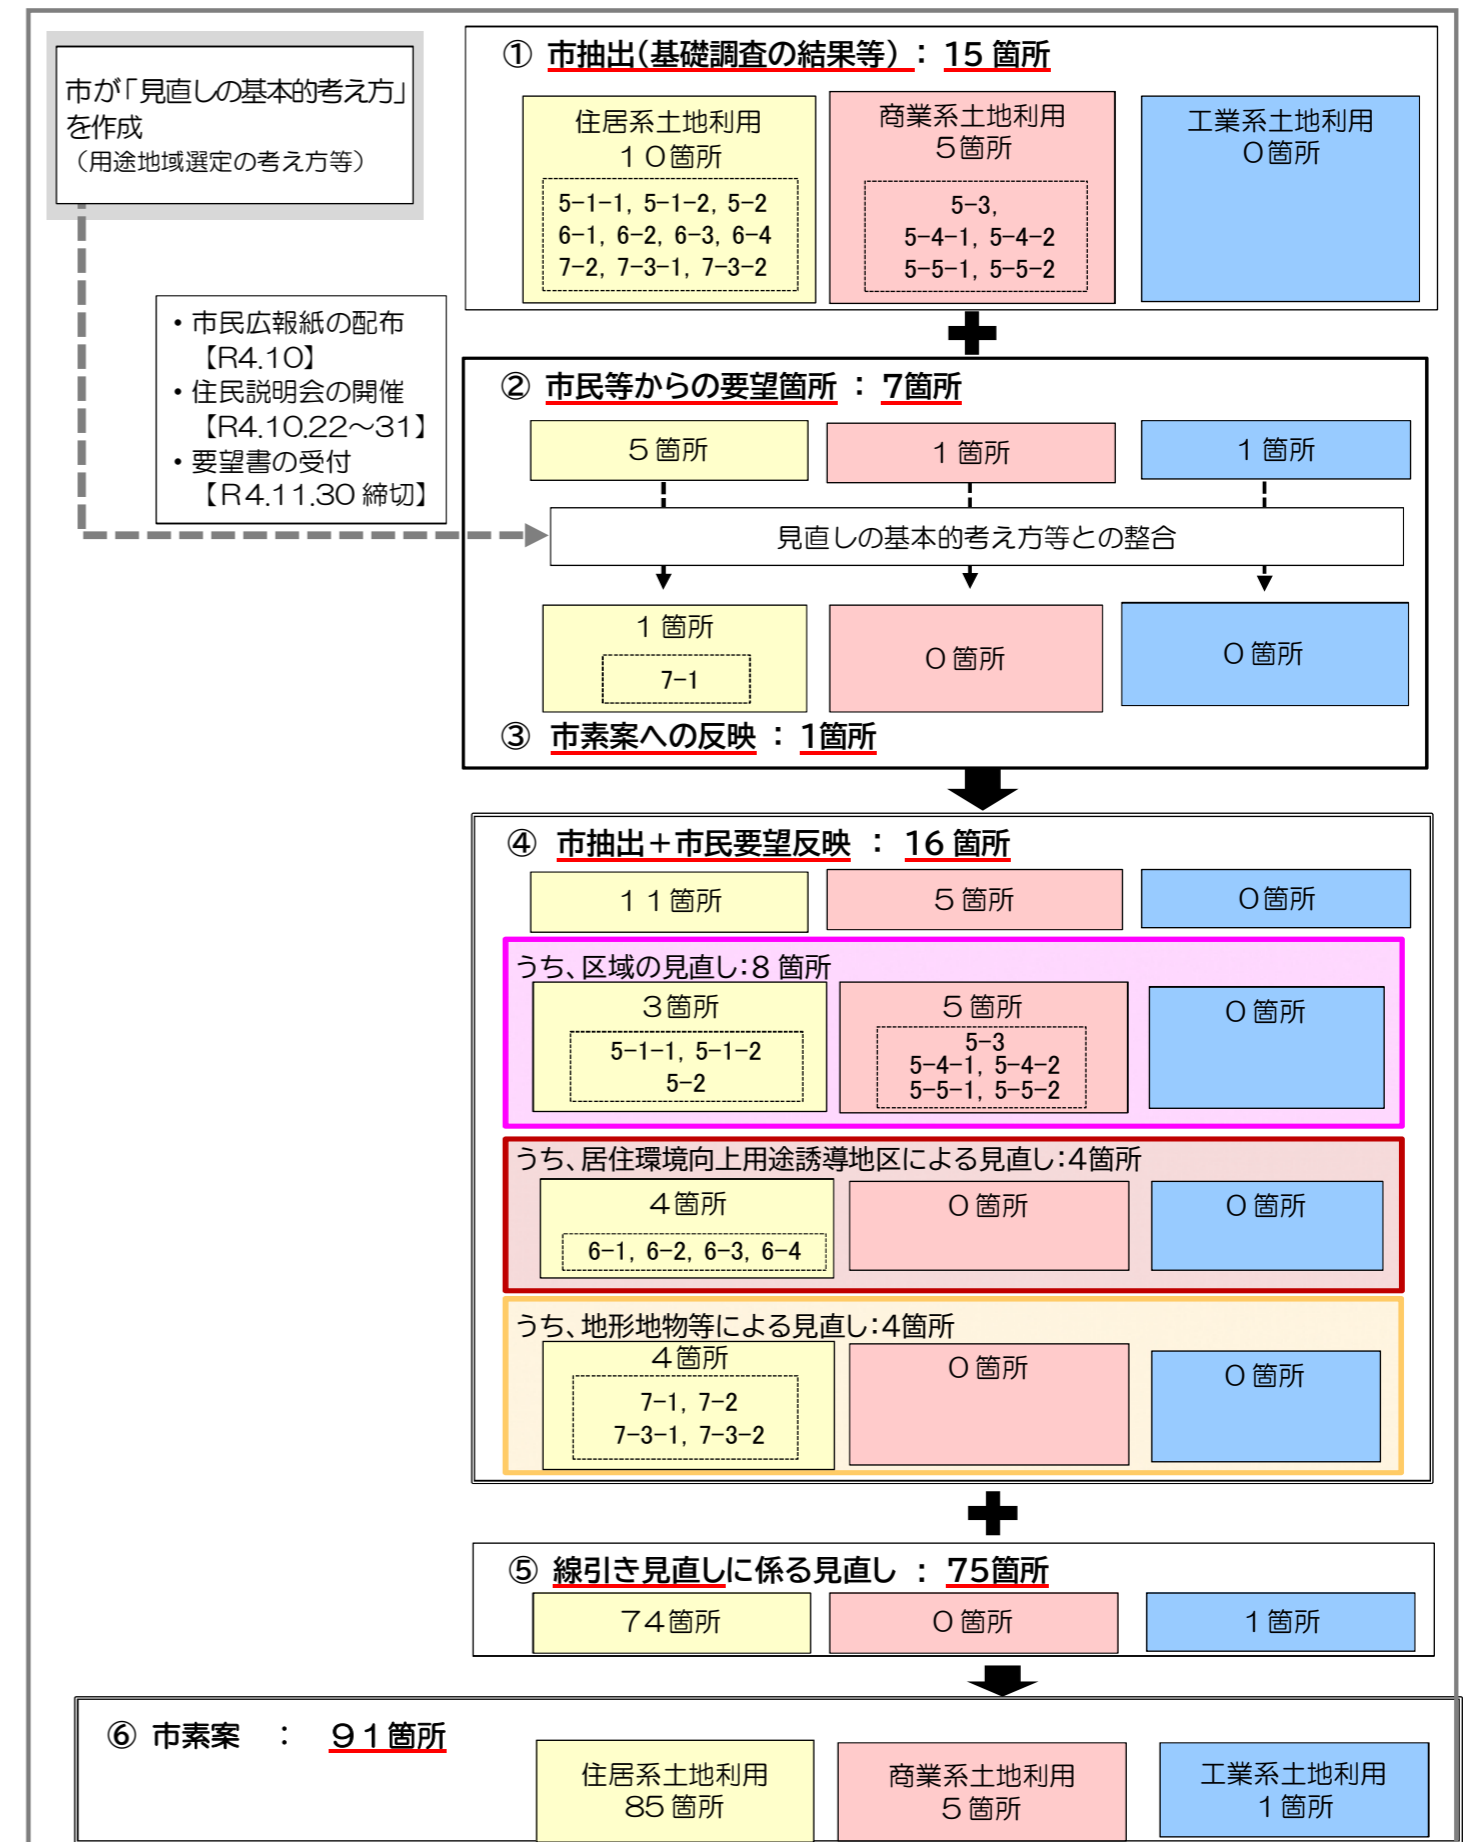 市が「見直しの基本的考え方」
を作成
（用途地域選定の考え方等）
・市民広報紙の配布
【R4.10】
・住民説明会の開催
【R4.10.22～31】
・要望書の受付
【R4.11.30 締切】
① 市抽出（基礎調査の結果等）： 15 箇所
住居系土地利用
１０箇所
5-1-1, 5-1-2, 5-2
6-1, 6-2, 6-3, 6-4
7-2, 7-3-1, 7-3-2
商業系土地利用
５箇所
5-3,
5-4-1, 5-4-2
5-5-1, 5-5-2
工業系土地利用
０箇所
② 市民等からの要望箇所 ： 7箇所
５箇所
１箇所
１箇所
見直しの基本的考え方等との整合
１箇所
7-1
０箇所
０箇所
③ 市素案への反映 ： 1箇所
④ 市抽出＋市民要望反映 ： 16 箇所
１１箇所
５箇所
０箇所
うち、区域の見直し：8 箇所
３箇所
5-1-1, 5-1-2
5-2
５箇所
5-3
5-4-1, 5-4-2
5-5-1, 5-5-2
０箇所
うち、居住環境向上用途誘導地区による見直し：4箇所
４箇所
6-1, 6-2, 6-3, 6-4
０箇所
０箇所
うち、地形地物等による見直し：4箇所
４箇所
7-1, 7-2
7-3-1, 7-3-2
０箇所
０箇所
⑤ 線引き見直しに係る見直し ： 75箇所
７４箇所
０箇所
１箇所
⑥ 市素案 ： ９１箇所
住居系土地利用
85箇所
商業系土地利用
５箇所
工業系土地利用
１箇所